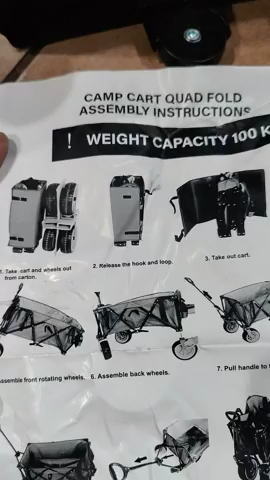 CAMP CART QUAD FOLD
ASSEMBLY INSTRUCTIONS
! WEIGHT CAPACITY 100 K
1. Take cart and wheels out
from carton.
2. Release the hook and loop.
3. Take out cart.
ssemble front rotating wheels.
6. Assemble back wheels.
7. Pull handle to